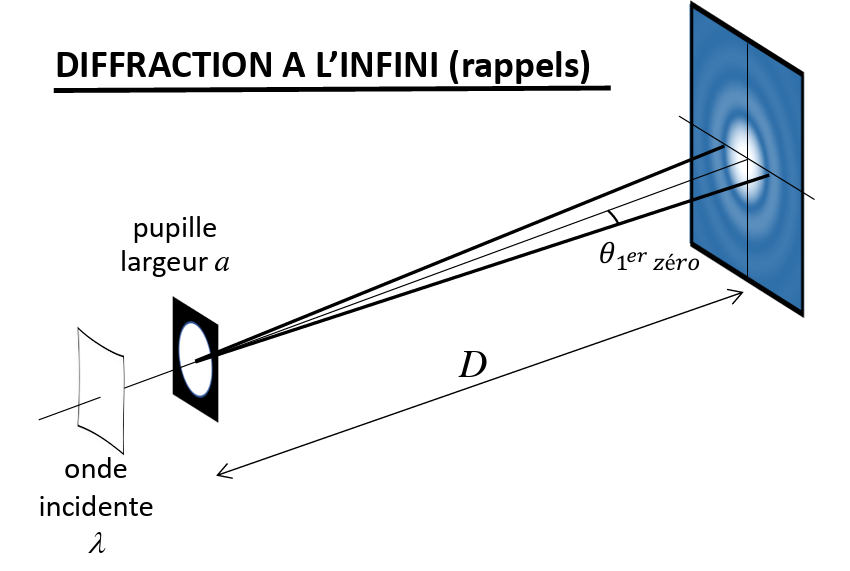 DIFFRACTION A L’INFINI (rappels)
pupille
largeur a
θ₁ᵉʳ zéro
D
onde
incidente
λ